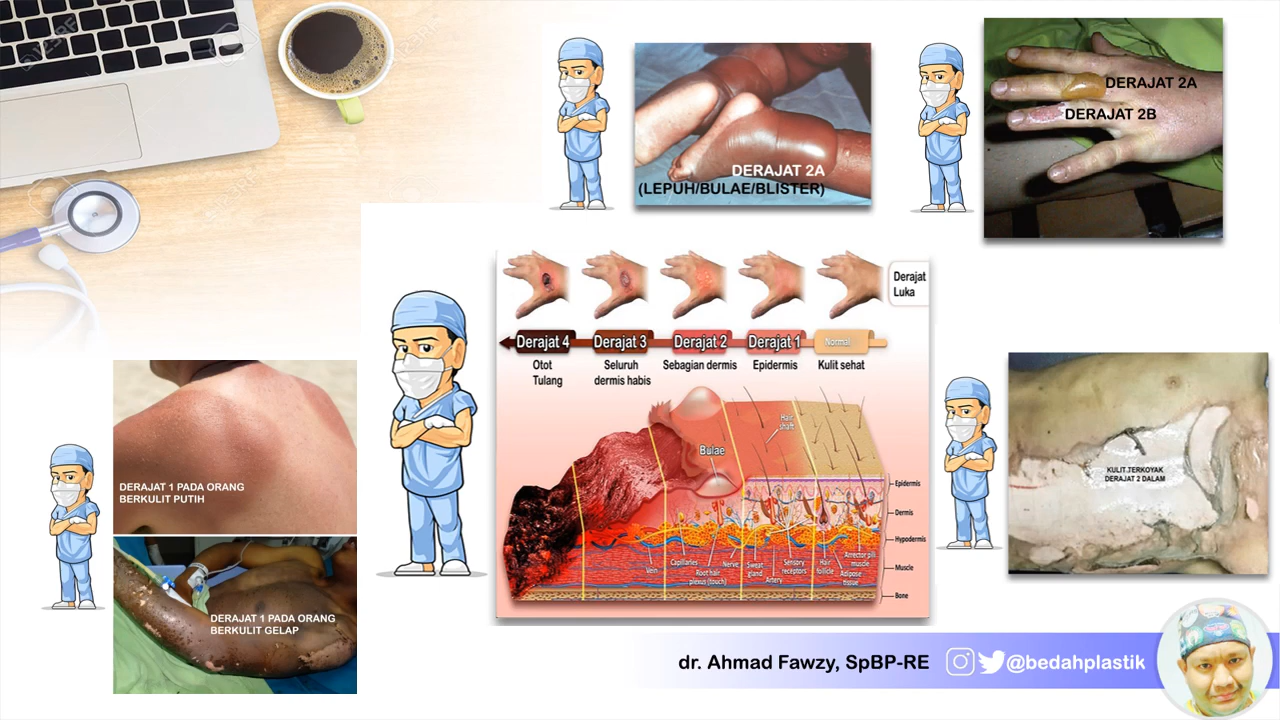 DERAJAT 2A
(LEPUH/BULAE/BLISTER)
DERAJAT 2A
DERAJAT 2B
Derajat
Luka
Derajat 4
Derajat 3
Derajat 2
Derajat 1
Normal
Otot
Tulang
Seluruh
dermis habis
Sebagian dermis
Epidermis
Kulit sehat
Hair
shaft
Bulae
Epidermis
Dermis
Hypodermis
Muscle
Bone
Vein
Capillaries
Root hair
plexus (touch)
Nerve
Sweat
gland
Artery
Sensory
receptors
Hair
follicle
Arrector pili
muscle
Adipose
tissue
DERAJAT 1 PADA ORANG
BERKULIT PUTIH
DERAJAT 1 PADA ORANG
BERKULIT GELAP
KULIT TERKOYAK
DERAJAT 2 DALAM
dr. Ahmad Fawzy, SpBP-RE
@bedahplastik